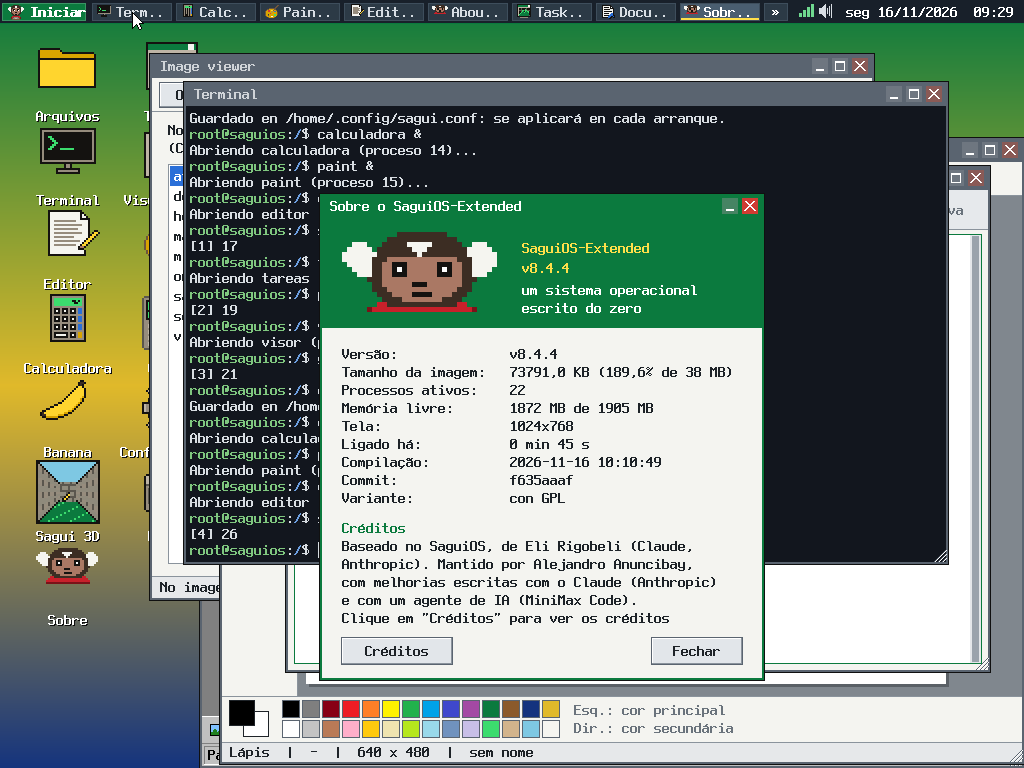 Iniciar Term.. Calc.. Pain.. Edit.. Abou.. Task.. Docu.. Sobr.. » seg 16/11/2026 09:29
Arquivos
Terminal
Editor
Calculadora
Banana
Sagui 3D
Sobre
Image viewer
Terminal
Guardado en /home/.config/sagui.conf: se aplicará en cada arranque.
root@saguios:/$ calculadora &
Abriendo calculadora (proceso 14)...
root@saguios:/$ paint &
Abriendo paint (proceso 15)...
root@saguios:/$
Abriendo editor
root@saguios:/$
[1] 17
root@saguios:/$
Abriendo tareas
root@saguios:/$
[2] 19
root@saguios:/$
Abriendo visor
root@saguios:/$
[3] 21
root@saguios:/$
Guardado en
root@saguios:/$
Abriendo
root@saguios:/$
Abriendo paint
root@saguios:/$
Abriendo editor
root@saguios:/$
[4] 26
root@saguios:/$
Sobre o SaguiOS-Extended
SaguiOS-Extended
v8.4.4
um sistema operacional
escrito do zero
Versão: v8.4.4
Tamanho da imagem: 73791,0 KB (189,6% de 38 MB)
Processos ativos: 22
Memória livre: 1872 MB de 1905 MB
Tela: 1024x768
Ligado há: 0 min 45 s
Compilação: 2026-11-16 10:10:49
Commit: f635aaaf
Variante: con GPL
Créditos
Baseado no SaguiOS, de Eli Rigobeli (Claude,
Anthropic). Mantido por Alejandro Anuncibay,
com melhorias escritas com o Claude (Anthropic)
e com um agente de IA (MiniMax Code).
Clique em "Créditos" para ver os créditos
Créditos Fechar
No image
Esq.: cor principal
Dir.: cor secundária
Lápis | - | 640 x 480 | sem nome